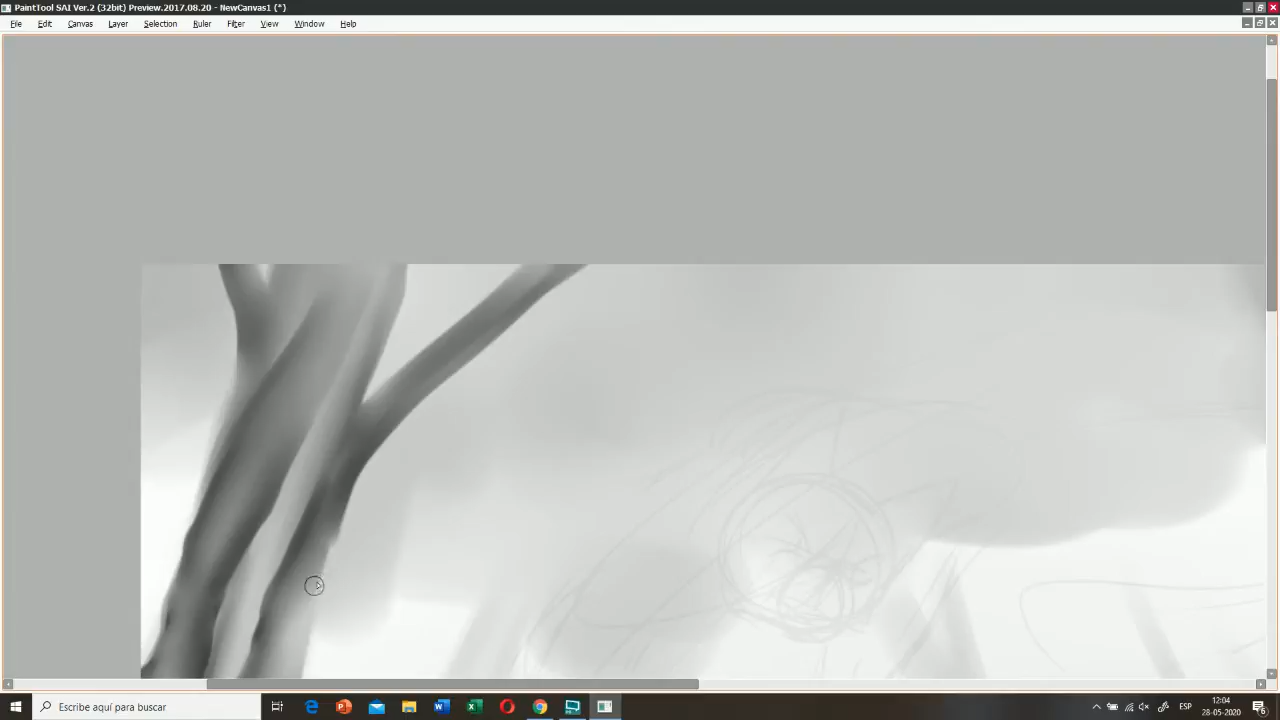 PaintTool SAI Ver.2 (32bit) Preview.2017.08.20 - NewCanvas1 (*)
File Edit Canvas Layer Selection Ruler Filter View Window Help
Escribe aquí para buscar
ESP
12:04
28-05-2020
6